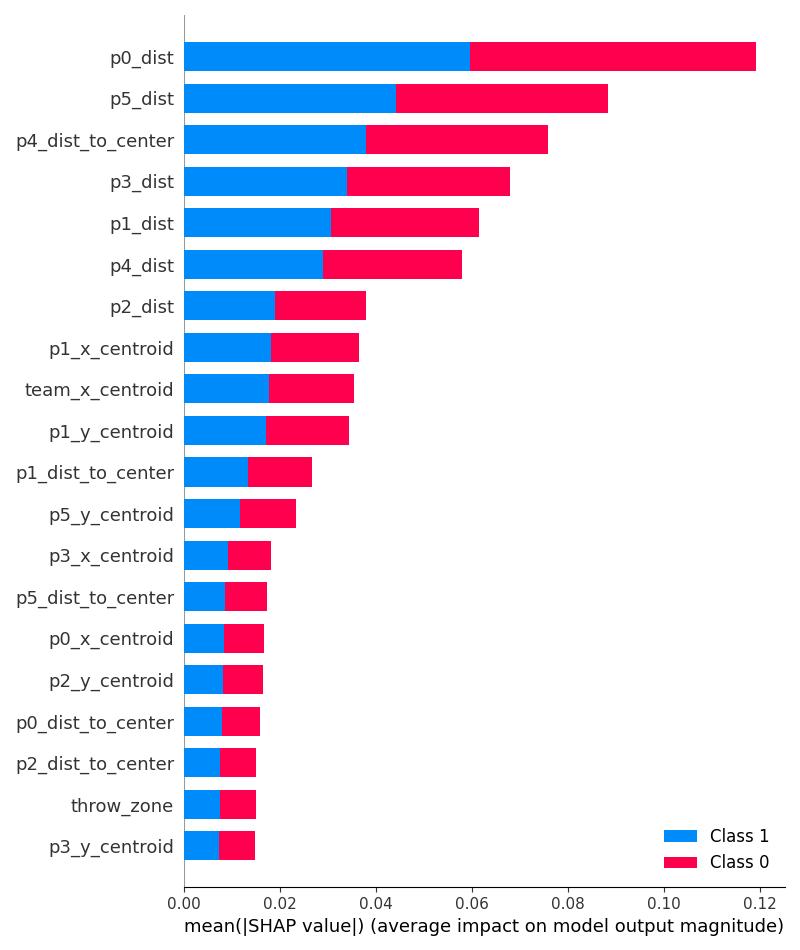 p0_dist
p5_dist
p4_dist_to_center
p3_dist
p1_dist
p4_dist
p2_dist
p1_x_centroid
team_x_centroid
p1_y_centroid
p1_dist_to_center
p5_y_centroid
p3_x_centroid
p5_dist_to_center
p0_x_centroid
p2_y_centroid
p0_dist_to_center
p2_dist_to_center
throw_zone
p3_y_centroid
Class 1
Class 0
0.00 0.02 0.04 0.06 0.08 0.10 0.12
mean(|SHAP value|) (average impact on model output magnitude)